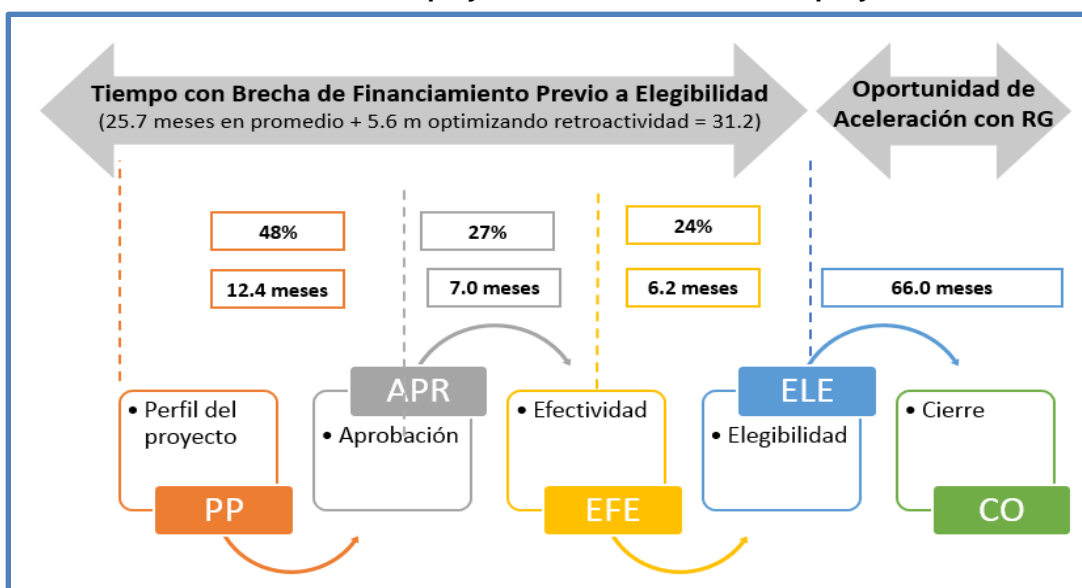 Tiempo con Brecha de Financiamiento Previo a Elegibilidad
(25.7 meses en promedio + 5.6 m optimizando retroactividad = 31.2)
Oportunidad de
Aceleración con RG
48%
27%
24%
12.4 meses
7.0 meses
6.2 meses
66.0 meses
APR
ELE
• Perfil del
proyecto
• Aprobación
• Efectividad
• Elegibilidad
• Cierre
PP
EFE
CO